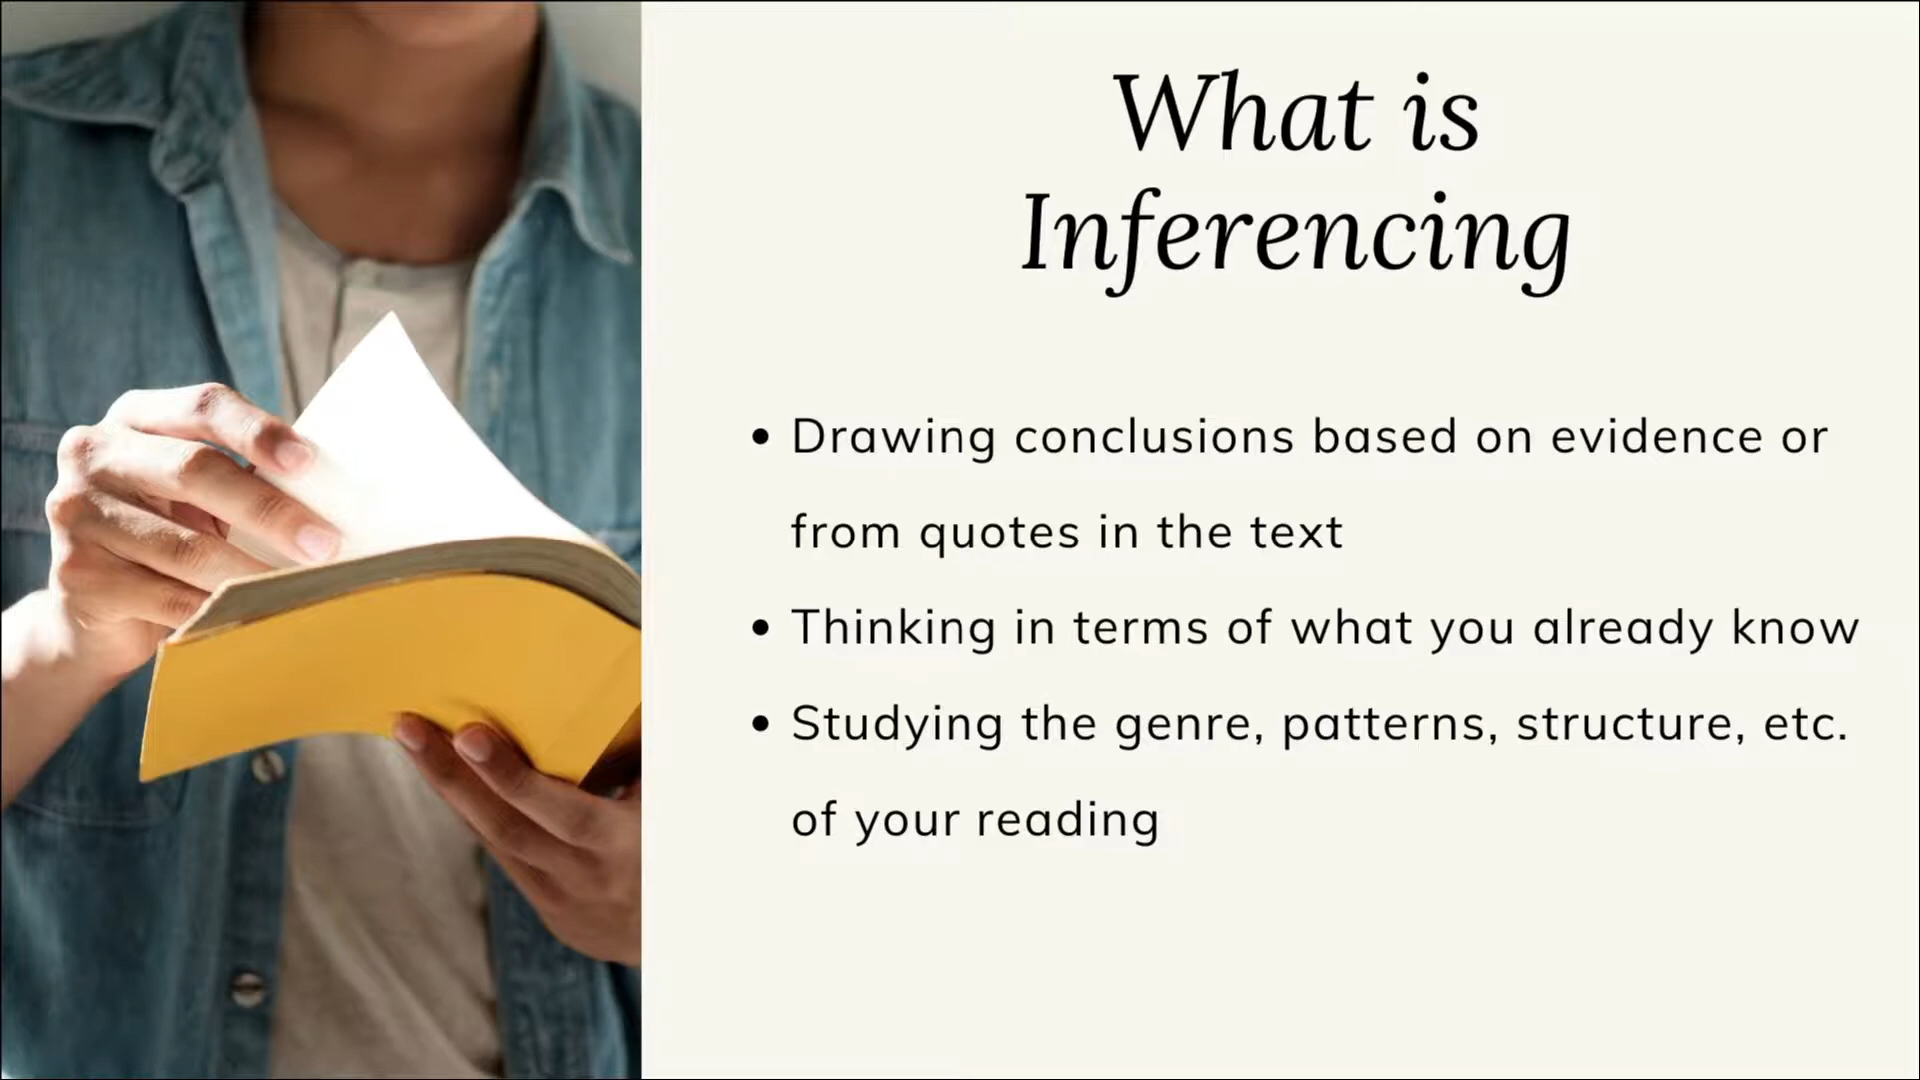 What is
Inferencing
• Drawing conclusions based on evidence or
from quotes in the text
• Thinking in terms of what you already know
• Studying the genre, patterns, structure, etc.
of your reading